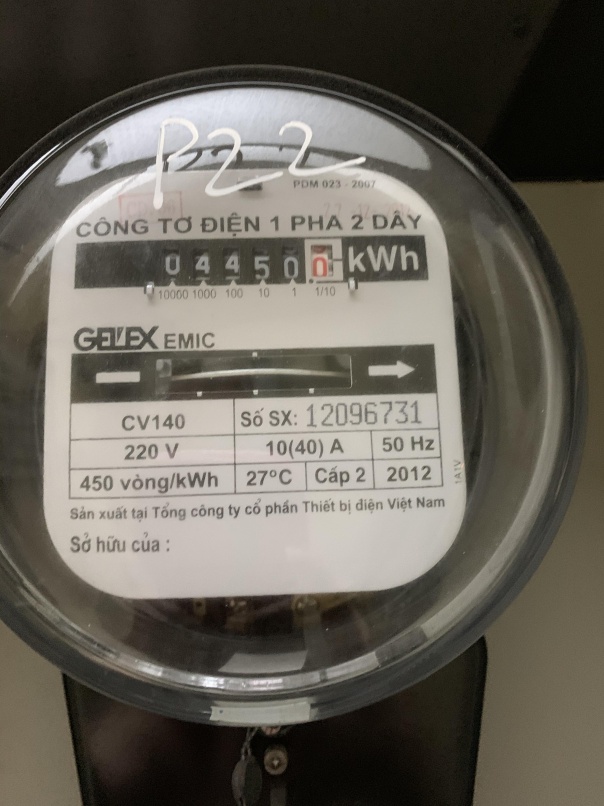 P22
PDM 023 - 2007
CÔNG TƠ ĐIỆN 1 PHA 2 DÂY
0 4 4 5 0 0 kWh
10000 1000 100 10 1 1/10
GELEX EMIC
CV140 Số SX: 12096731
220 V 10(40) A 50 Hz
450 vòng/kWh 27°C Cấp 2 2012
1A1V
Sản xuất tại Tổng công ty cổ phần Thiết bị điện Việt Nam
Sở hữu của :